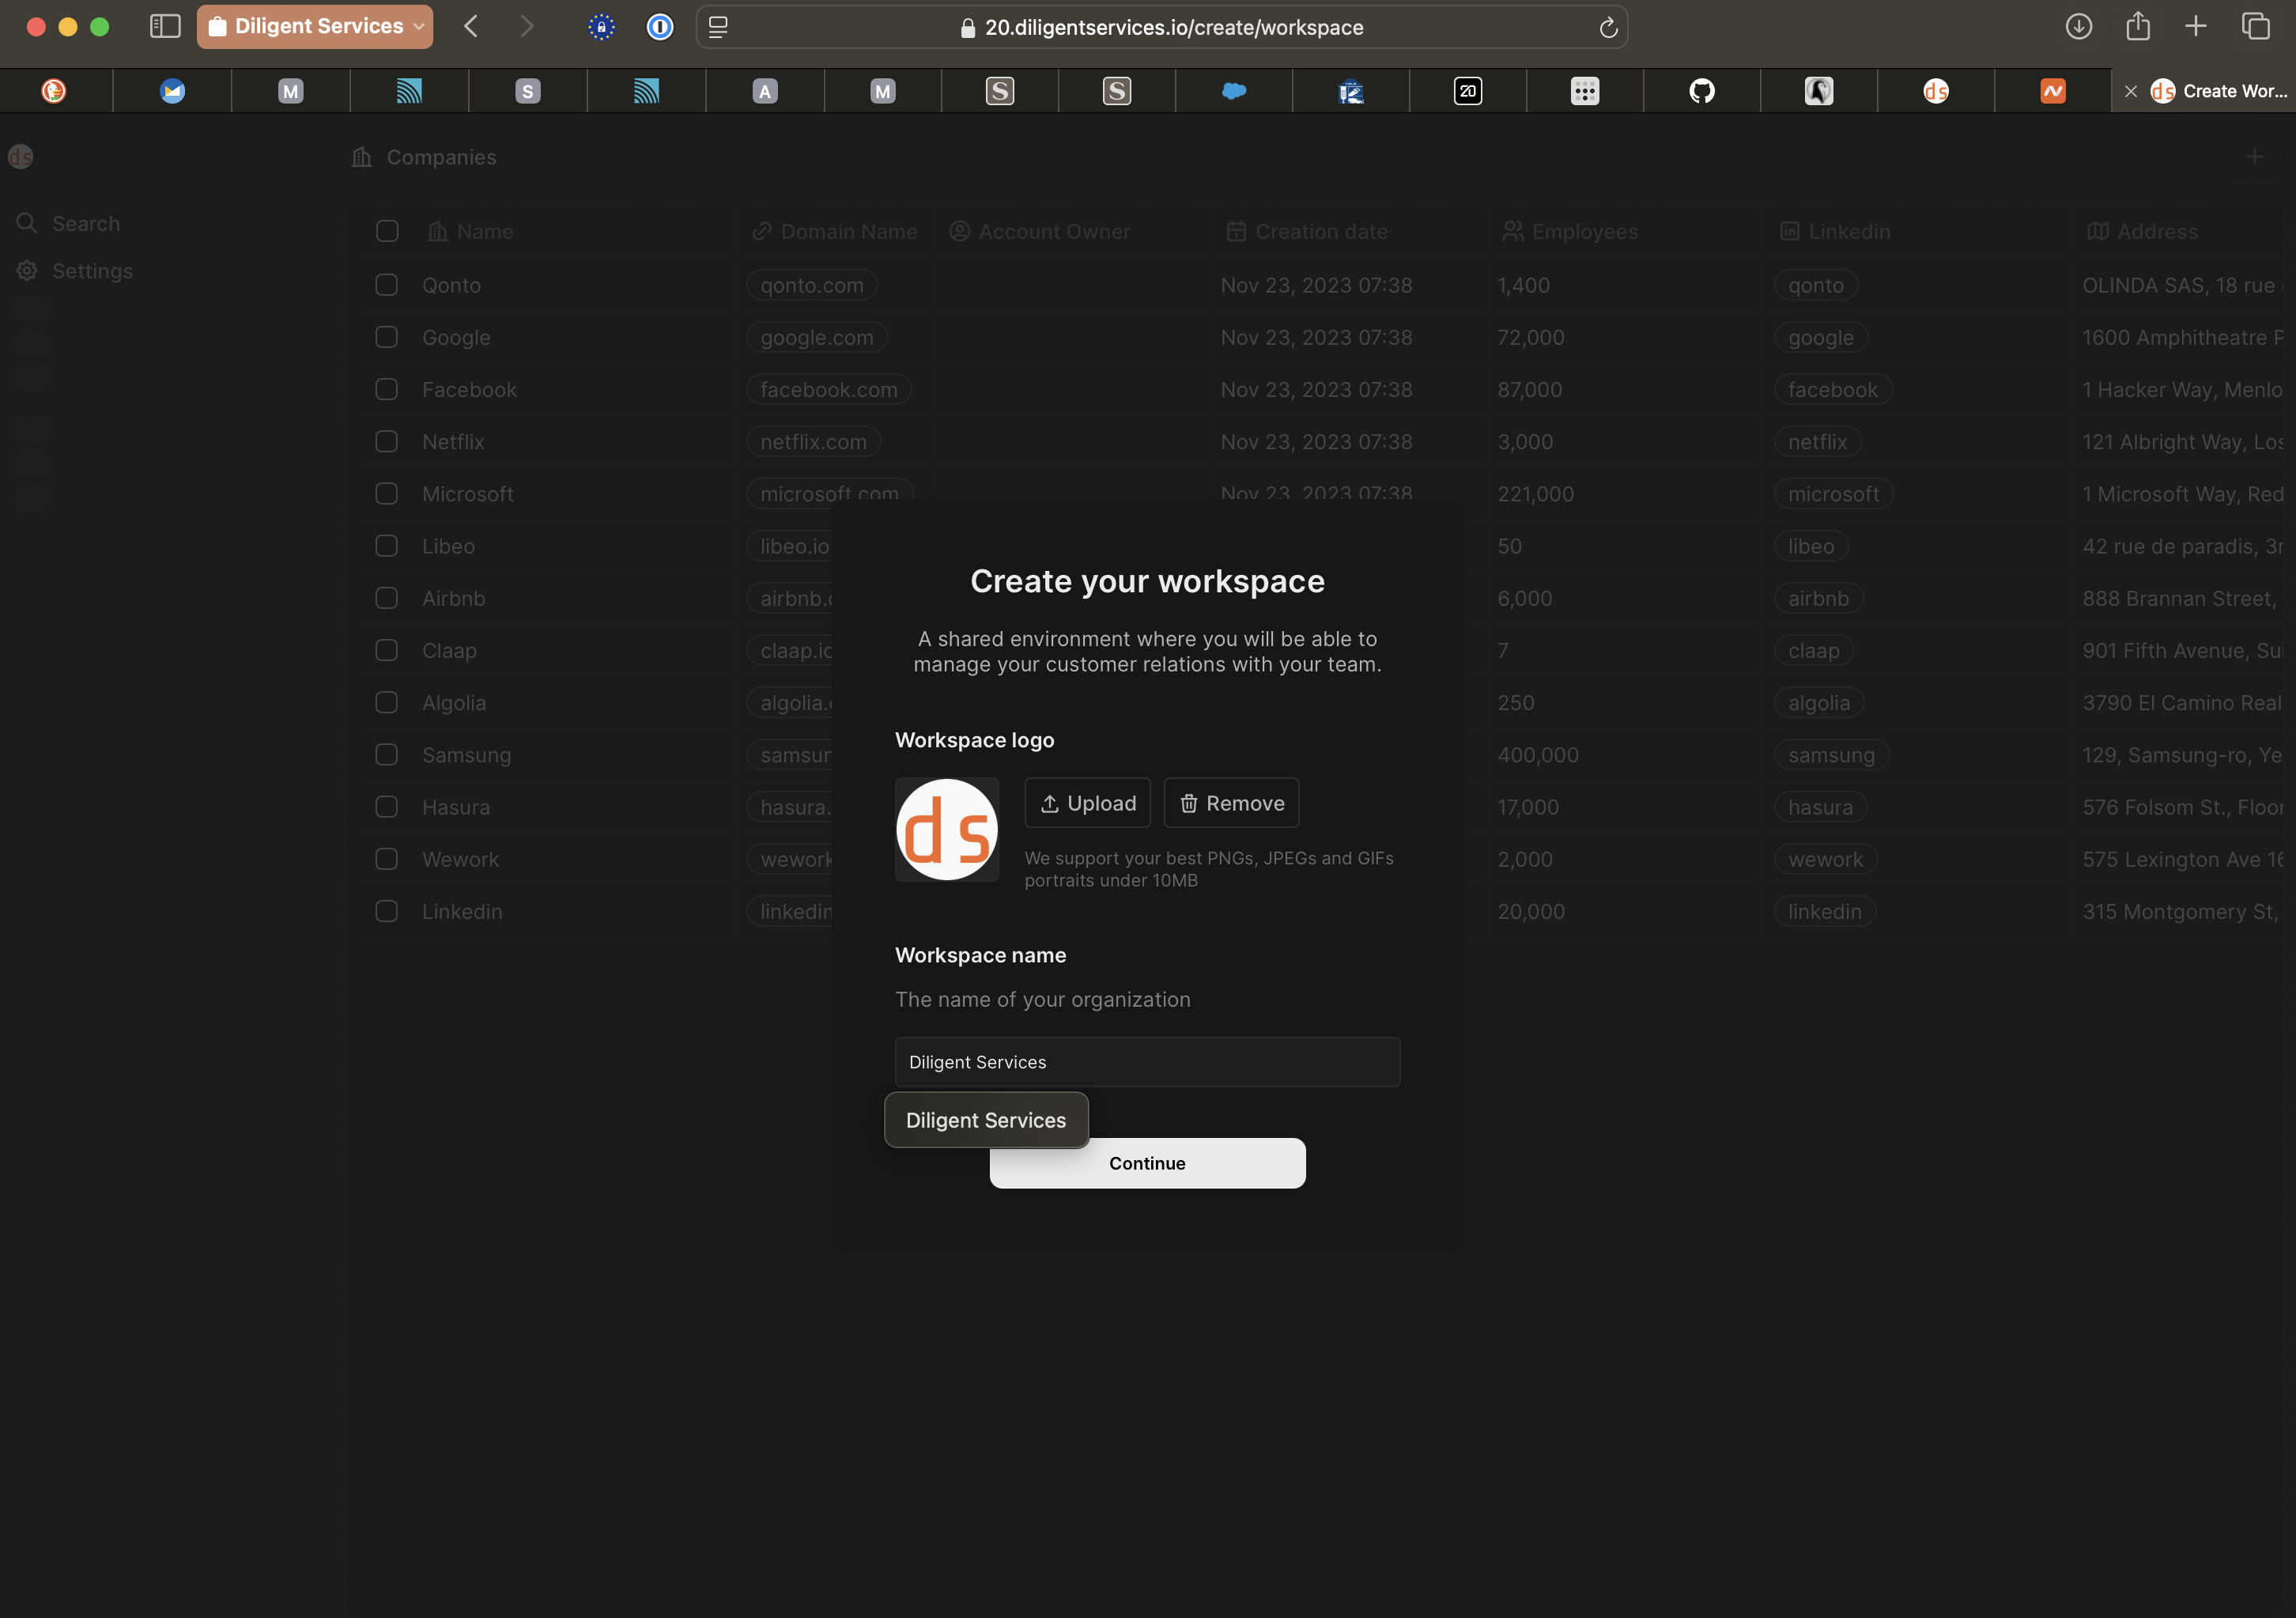 Diligent Services
20.diligentservices.io/create/workspace
M
S
A
M
S
S
20
ds
ds
Create Wor...
ds
Companies
Search
Settings
Name Domain Name Account Owner Creation date Employees Linkedin Address
Qonto qonto.com Nov 23, 2023 07:38 1,400 qonto OLINDA SAS, 18 rue
Google google.com Nov 23, 2023 07:38 72,000 google 1600 Amphitheatre P
Facebook facebook.com Nov 23, 2023 07:38 87,000 facebook 1 Hacker Way, Menlo
Netflix netflix.com Nov 23, 2023 07:38 3,000 netflix 121 Albright Way, Los
Microsoft microsoft.com Nov 23, 2023 07:38 221,000 microsoft 1 Microsoft Way, Red
Libeo libeo.io 50 libeo 42 rue de paradis, 3r
Airbnb airbnb.c 6,000 airbnb 888 Brannan Street,
Claap claap.io 7 claap 901 Fifth Avenue, Sui
Algolia algolia.c 250 algolia 3790 El Camino Real
Samsung samsun 400,000 samsung 129, Samsung-ro, Ye
Hasura hasura. 17,000 hasura 576 Folsom St., Floor
Wework wework 2,000 wework 575 Lexington Ave 16
Linkedin linkedin 20,000 linkedin 315 Montgomery St,
Create your workspace
A shared environment where you will be able to
manage your customer relations with your team.
Workspace logo
ds
Upload Remove
We support your best PNGs, JPEGs and GIFs
portraits under 10MB
Workspace name
The name of your organization
Diligent Services
Diligent Services
Continue